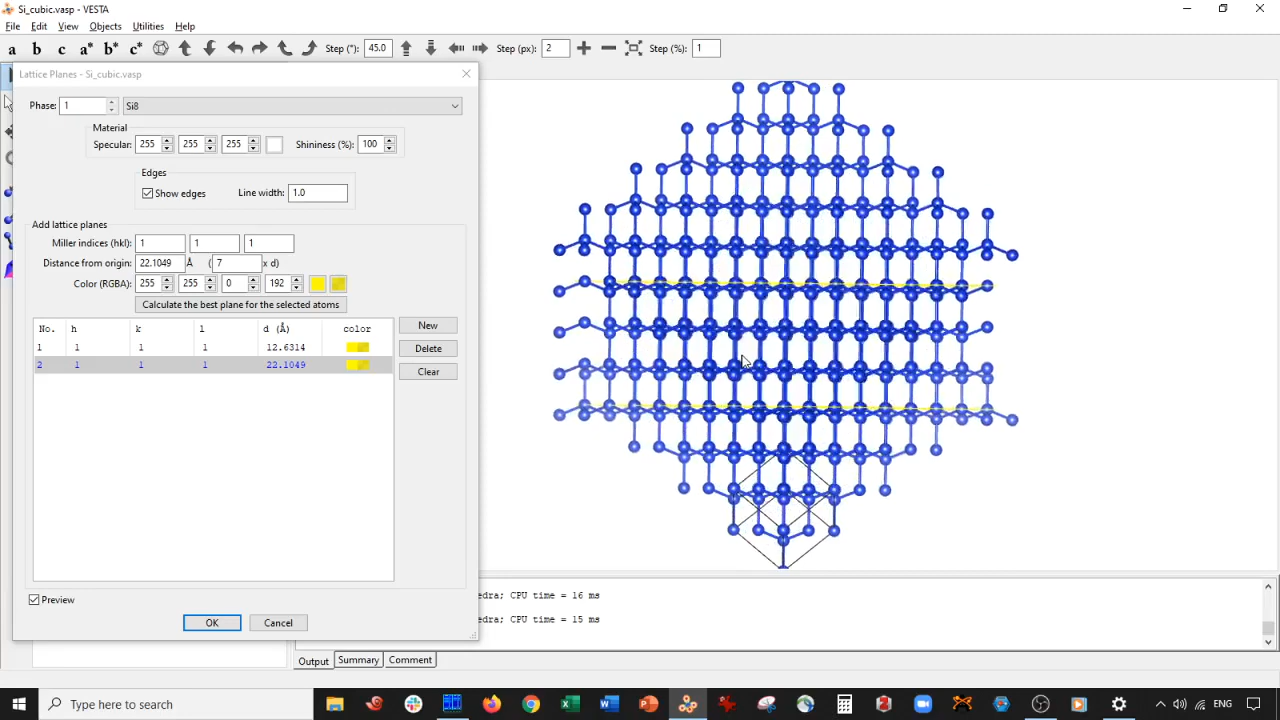 Si_cubic.vasp - VESTA
File Edit View Objects Utilities Help
a b c a* b* c* Step (°): 45.0 Step (px): 2 Step (%): 1
Lattice Planes - Si_cubic.vasp
Phase: 1 Si8
Material
Specular: 255 255 255 Shininess (%): 100
Edges
Show edges Line width: 1.0
Add lattice planes
Miller indices (hkl): 1 1 1
Distance from origin: 22.1049 Å ( 7 x d)
Color (RGBA): 255 255 0 192
Calculate the best plane for the selected atoms
No. h k l d (Å) color
1 1 1 1 12.6314
2 1 1 1 22.1049
New
Delete
Clear
Preview
OK Cancel
edra; CPU time = 16 ms
edra; CPU time = 15 ms
Output Summary Comment
Type here to search
ENG